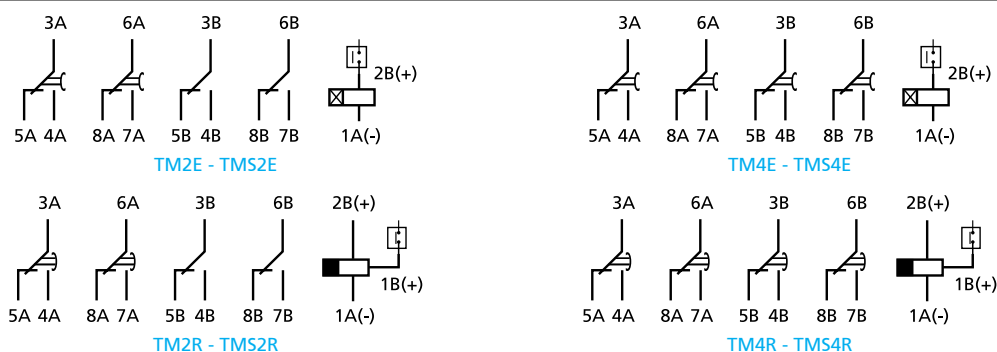 3A 6A 3B 6B
2B(+)
5A 4A 8A 7A 5B 4B 8B 7B 1A(-)
TM2E - TMS2E
3A 6A 3B 6B
2B(+)
5A 4A 8A 7A 5B 4B 8B 7B 1A(-)
TM4E - TMS4E
3A 6A 3B 6B 2B(+)
1B(+)
5A 4A 8A 7A 5B 4B 8B 7B 1A(-)
TM2R - TMS2R
3A 6A 3B 6B 2B(+)
1B(+)
5A 4A 8A 7A 5B 4B 8B 7B 1A(-)
TM4R - TMS4R